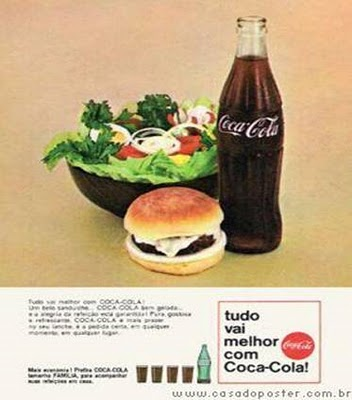 Coca-Cola
Tudo vai melhor com COCA-COLA!
Um belo sanduíche... COCA-COLA bem gelada...
e a alegria da refeição está garantida! Pura, gostosa
e refrescante, COCA-COLA é mais prazer
no seu lanche, é a pedida certa, em qualquer
momento, em qualquer lugar.
Mais economia! Prefira COCA-COLA
tamanho FAMÍLIA, para acompanhar
suas refeições em casa.
tudo
vai
melhor
com
Coca-Cola!
Coca-Cola
www.casadoposter.com.br